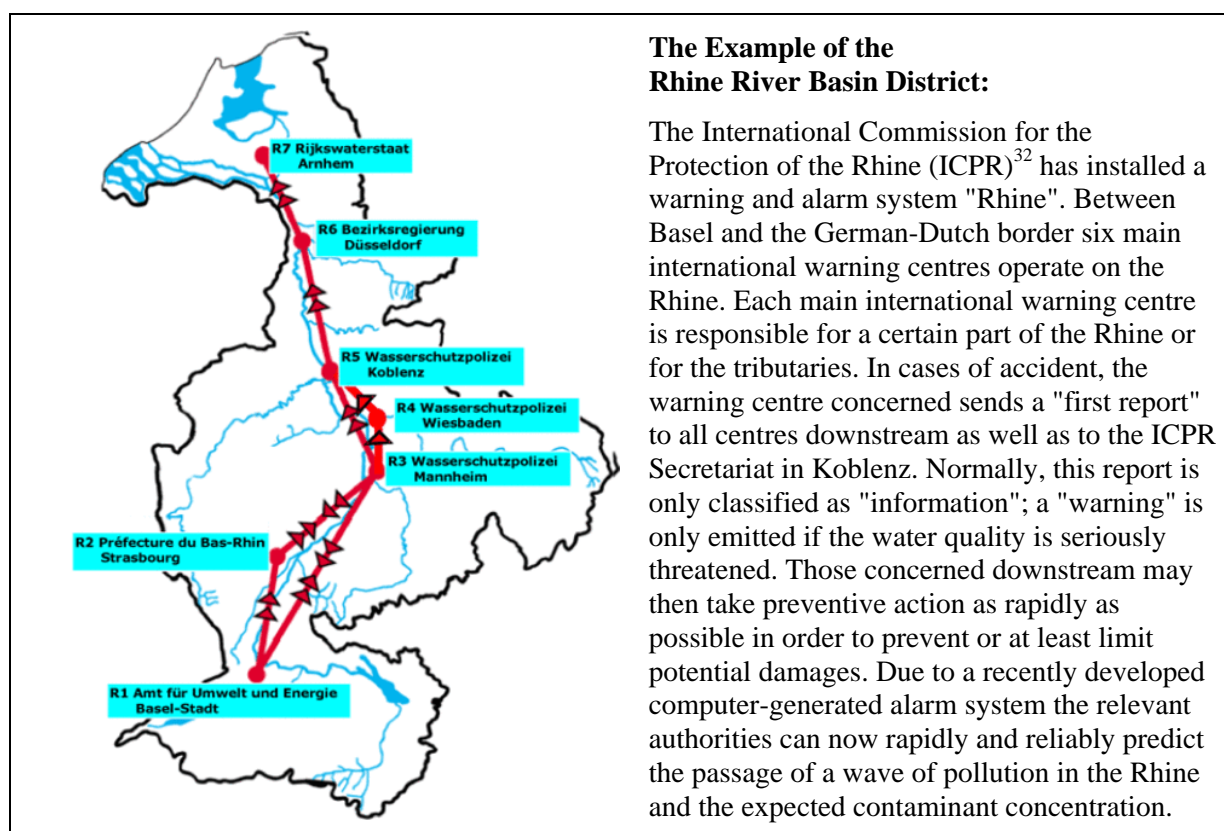 R7 Rijkswaterstaat
Arnhem
R6 Bezirksregierung
Düsseldorf
R5 Wasserschutzpolizei
Koblenz
R4 Wasserschutzpolizei
Wiesbaden
R3 Wasserschutzpolizei
Mannheim
R2 Préfecture du Bas-Rhin
Strasbourg
R1 Amt für Umwelt und Energie
Basel-Stadt
The Example of the
Rhine River Basin District:
The International Commission for the
Protection of the Rhine (ICPR)32 has installed a
warning and alarm system "Rhine". Between
Basel and the German-Dutch border six main
international warning centres operate on the
Rhine. Each main international warning centre
is responsible for a certain part of the Rhine or
for the tributaries. In cases of accident, the
warning centre concerned sends a "first report"
to all centres downstream as well as to the ICPR
Secretariat in Koblenz. Normally, this report is
only classified as "information"; a "warning" is
only emitted if the water quality is seriously
threatened. Those concerned downstream may
then take preventive action as rapidly as
possible in order to prevent or at least limit
potential damages. Due to a recently developed
computer-generated alarm system the relevant
authorities can now rapidly and reliably predict
the passage of a wave of pollution in the Rhine
and the expected contaminant concentration.